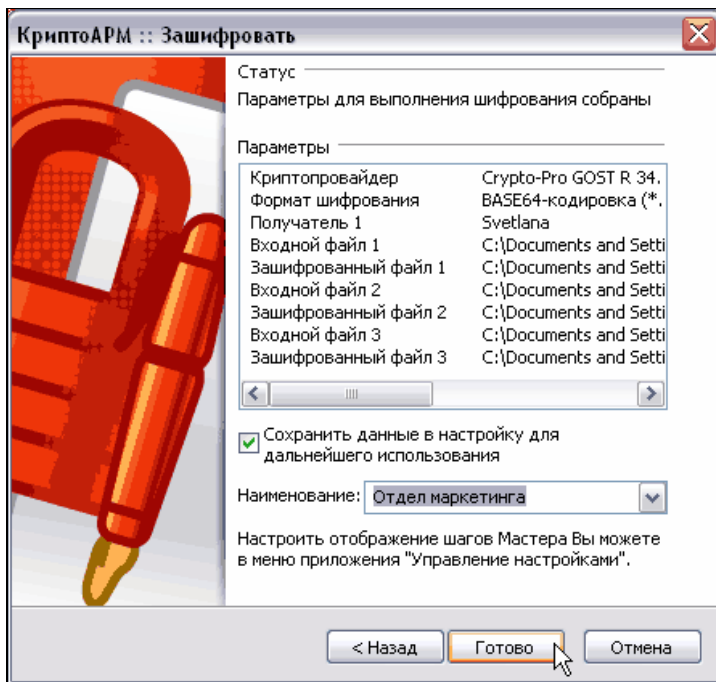 КриптоАРМ :: Зашифровать
Статус
Параметры для выполнения шифрования собраны
Параметры
Криптопровайдер Crypto-Pro GOST R 34.
Формат шифрования BASE64-кодировка (*.
Получатель 1 Svetlana
Входной файл 1 C:\Documents and Setti
Зашифрованный файл 1 C:\Documents and Setti
Входной файл 2 C:\Documents and Setti
Зашифрованный файл 2 C:\Documents and Setti
Входной файл 3 C:\Documents and Setti
Зашифрованный файл 3 C:\Documents and Setti
Сохранить данные в настройку для
дальнейшего использования
Наименование: Отдел маркетинга
Настроить отображение шагов Мастера Вы можете
в меню приложения "Управление настройками".
< Назад Готово Отмена